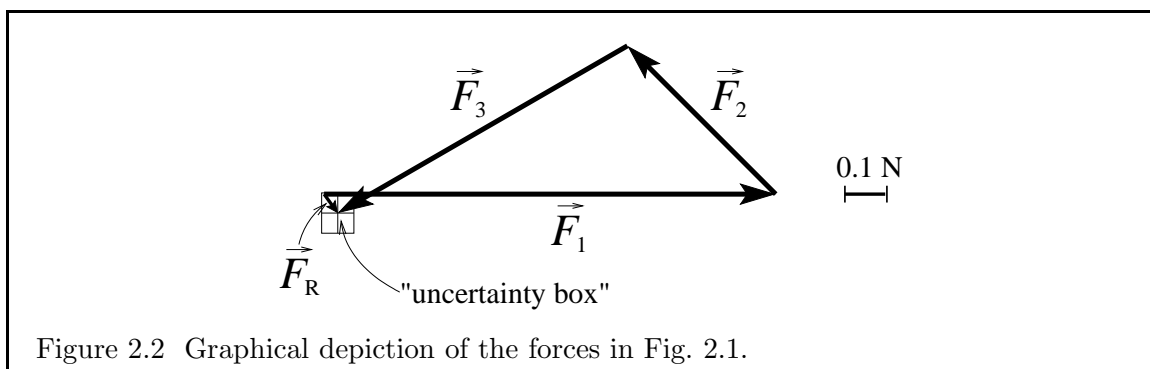 F₃
F₂
0.1 N
F₁
F_R
"uncertainty box"
Figure 2.2 Graphical depiction of the forces in Fig. 2.1.